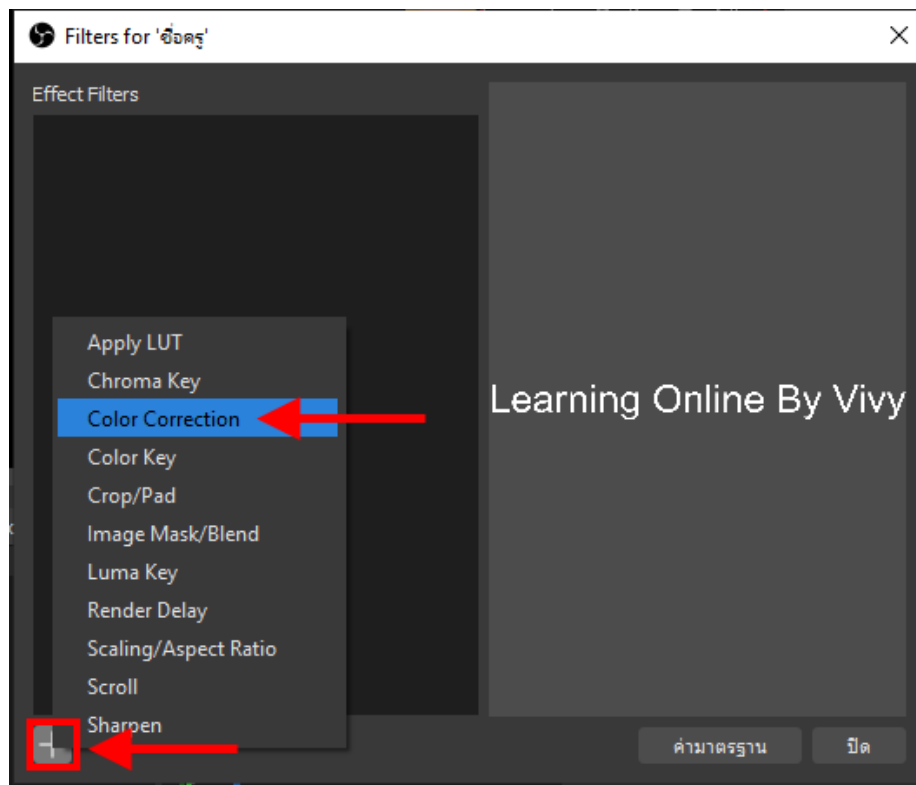 Filters for 'ชื่อครู'
Effect Filters
Apply LUT
Chroma Key
Color Correction
Color Key
Crop/Pad
Image Mask/Blend
Luma Key
Render Delay
Scaling/Aspect Ratio
Scroll
Sharpen
Learning Online By Vivy
ค่ามาตรฐาน
ปิด